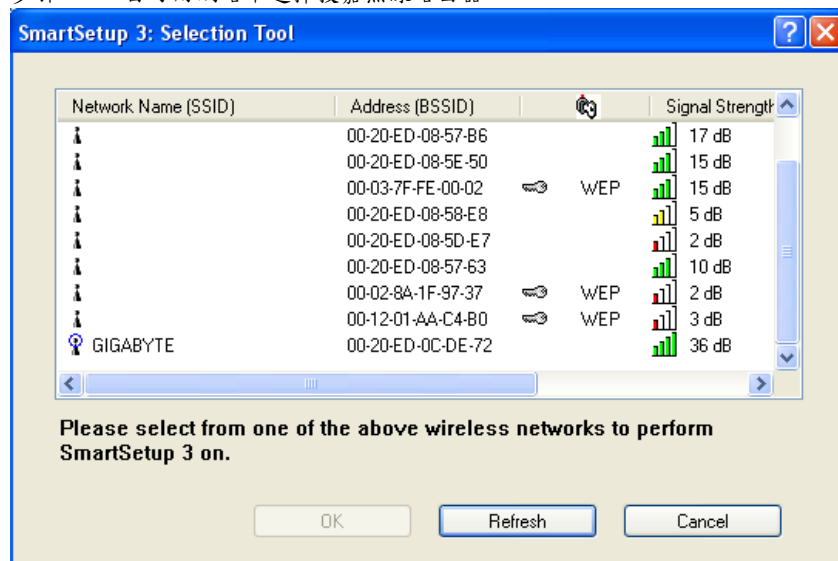 SmartSetup 3: Selection Tool
Network Name (SSID) Address (BSSID) Signal Strength
00-20-ED-08-57-B6 17 dB
00-20-ED-08-5E-50 15 dB
00-03-7F-FE-00-02 WEP 15 dB
00-20-ED-08-58-E8 5 dB
00-20-ED-08-5D-E7 2 dB
00-20-ED-08-57-63 10 dB
00-02-8A-1F-97-37 WEP 2 dB
00-12-01-AA-C4-B0 WEP 3 dB
GIGABYTE 00-20-ED-0C-DE-72 36 dB
Please select from one of the above wireless networks to perform
SmartSetup 3 on.
OK Refresh Cancel